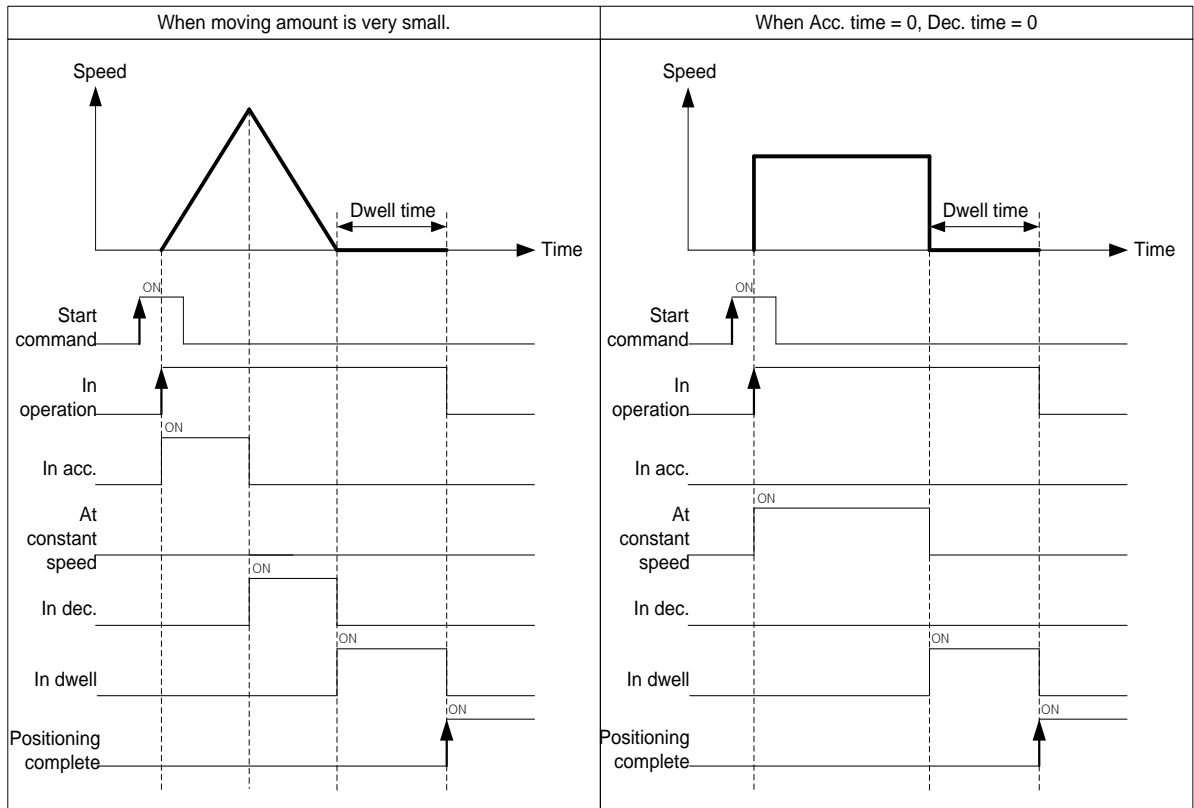 When moving amount is very small.
Speed
Dwell time
Time
ON
Start
command
In
operation
ON
In acc.
At
constant
speed
ON
In dec.
ON
In dwell
ON
Positioning
complete
When Acc. time = 0, Dec. time = 0
Speed
Dwell time
Time
ON
Start
command
In
operation
In acc.
ON
At
constant
speed
In dec.
ON
In dwell
ON
Positioning
complete